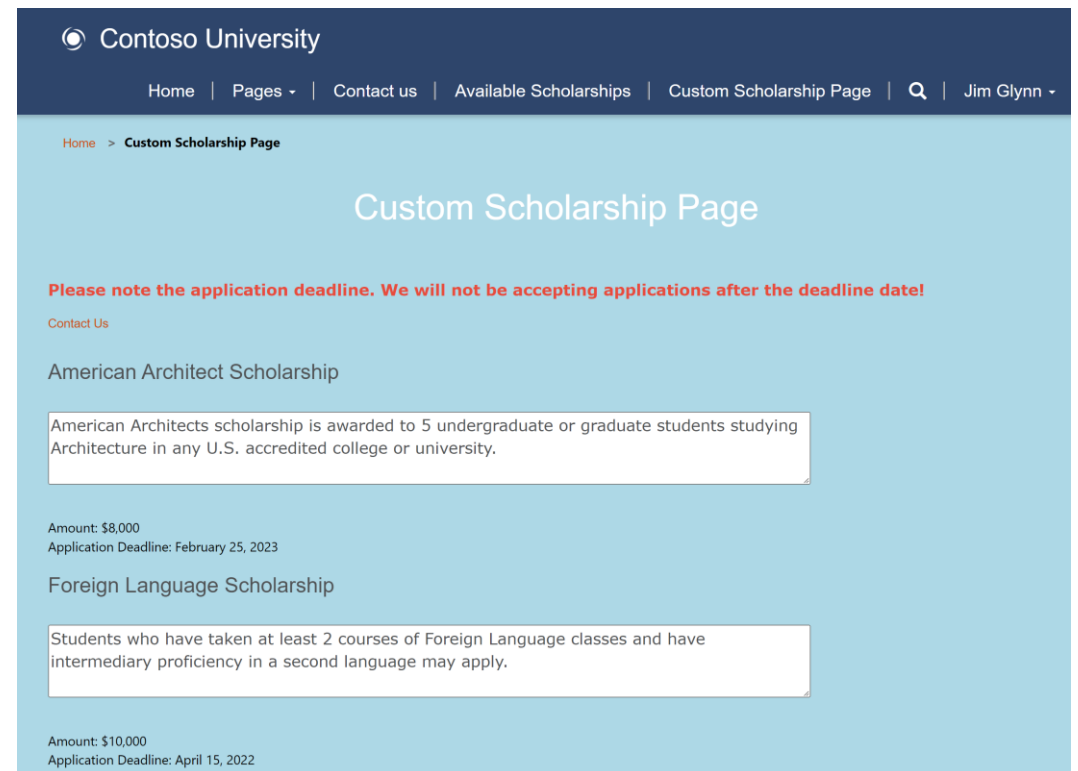 Contoso University
Home | Pages | Contact us | Available Scholarships | Custom Scholarship Page | Jim Glynn
Home > Custom Scholarship Page
Custom Scholarship Page
Please note the application deadline. We will not be accepting applications after the deadline date!
Contact Us
American Architect Scholarship
American Architects scholarship is awarded to 5 undergraduate or graduate students studying
Architecture in any U.S. accredited college or university.
Amount: $8,000
Application Deadline: February 25, 2023
Foreign Language Scholarship
Students who have taken at least 2 courses of Foreign Language classes and have
intermediary proficiency in a second language may apply.
Amount: $10,000
Application Deadline: April 15, 2022